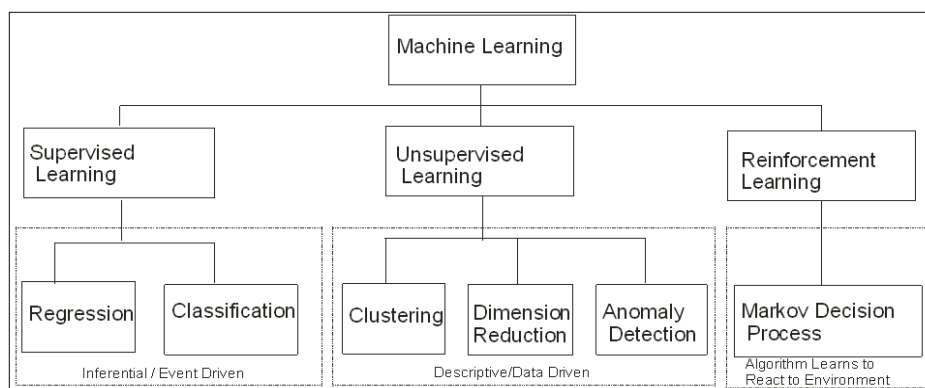 Machine Learning
Supervised
Learning
Unsupervised
Learning
Reinforcement
Learning
Regression
Classification
Clustering
Dimension
Reduction
Anomaly
Detection
Markov Decision
Process
Inferential / Event Driven
Descriptive/Data Driven
Algorithm Learns to
React to Environment